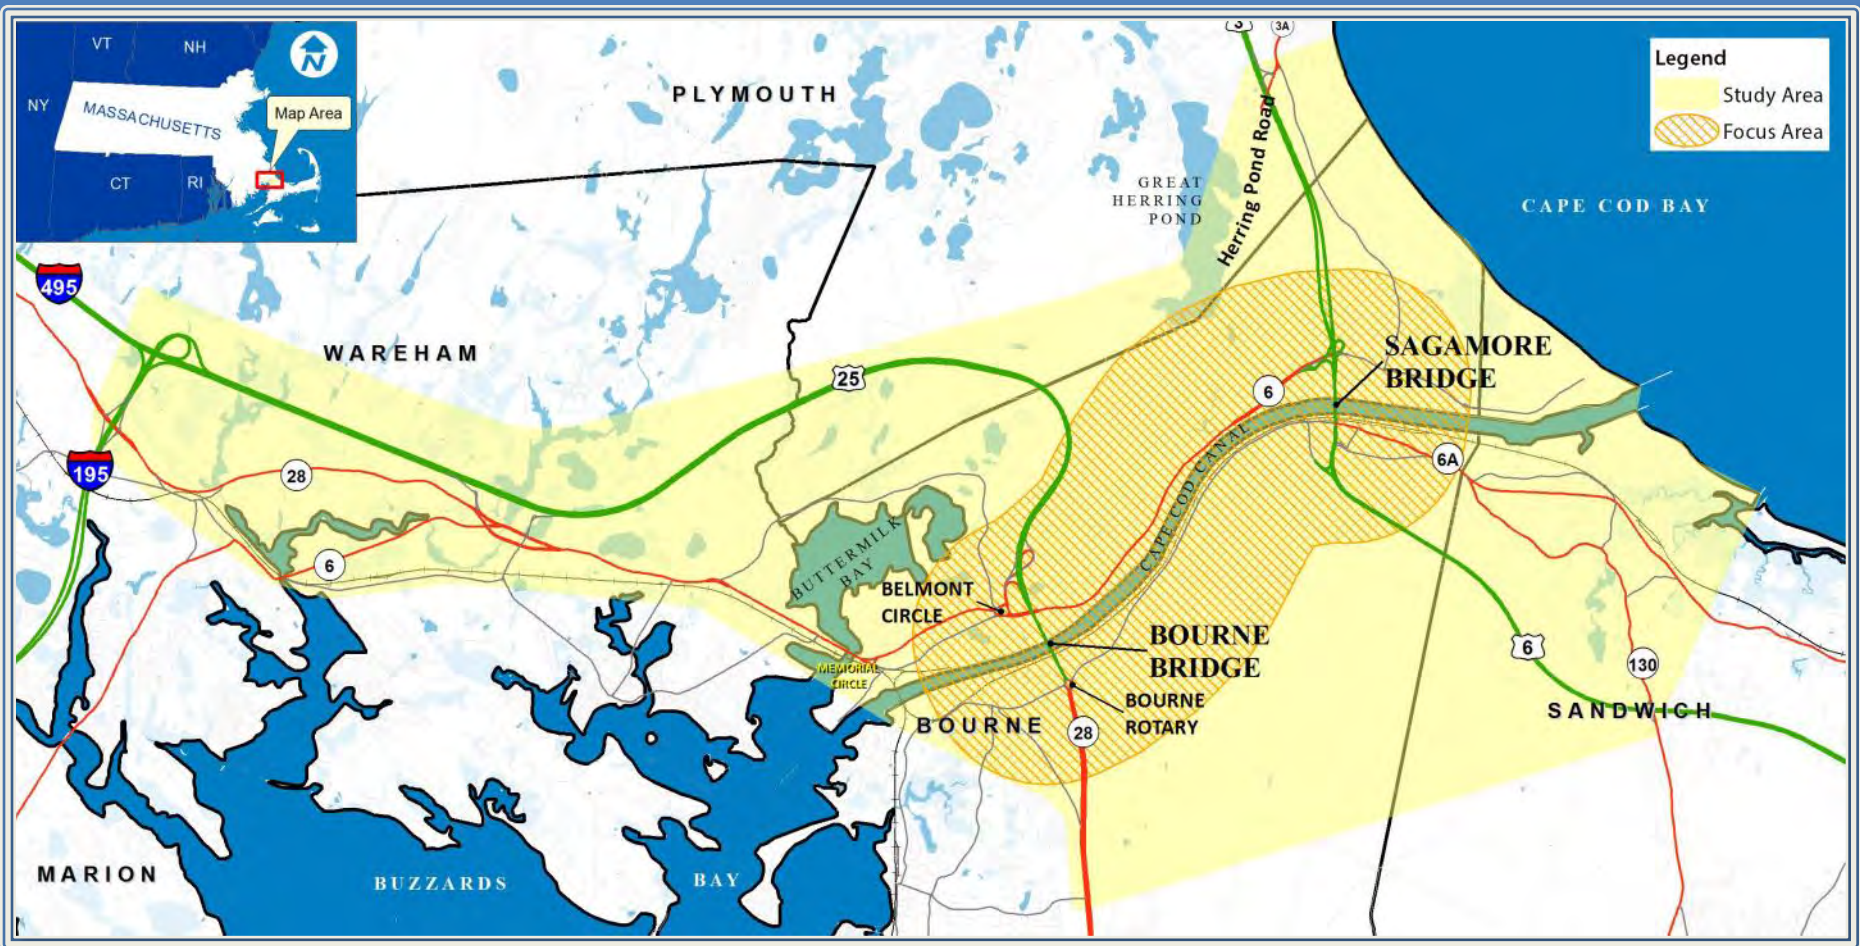 VT
NH
NY
MASSACHUSETTS
Map Area
CT
RI
N
3
3A
Legend
Study Area
Focus Area
PLYMOUTH
Herring Pond Road
GREAT
HERRING
POND
CAPE COD BAY
495
WAREHAM
25
SAGAMORE
BRIDGE
6
195
28
6A
CAPE COD CANAL
6
BUTTERMILK
BAY
BELMONT
CIRCLE
BOURNE
BRIDGE
6
130
MEMORIAL
CIRCLE
BOURNE
ROTARY
BOURNE
28
SANDWICH
MARION
BUZZARDS
BAY